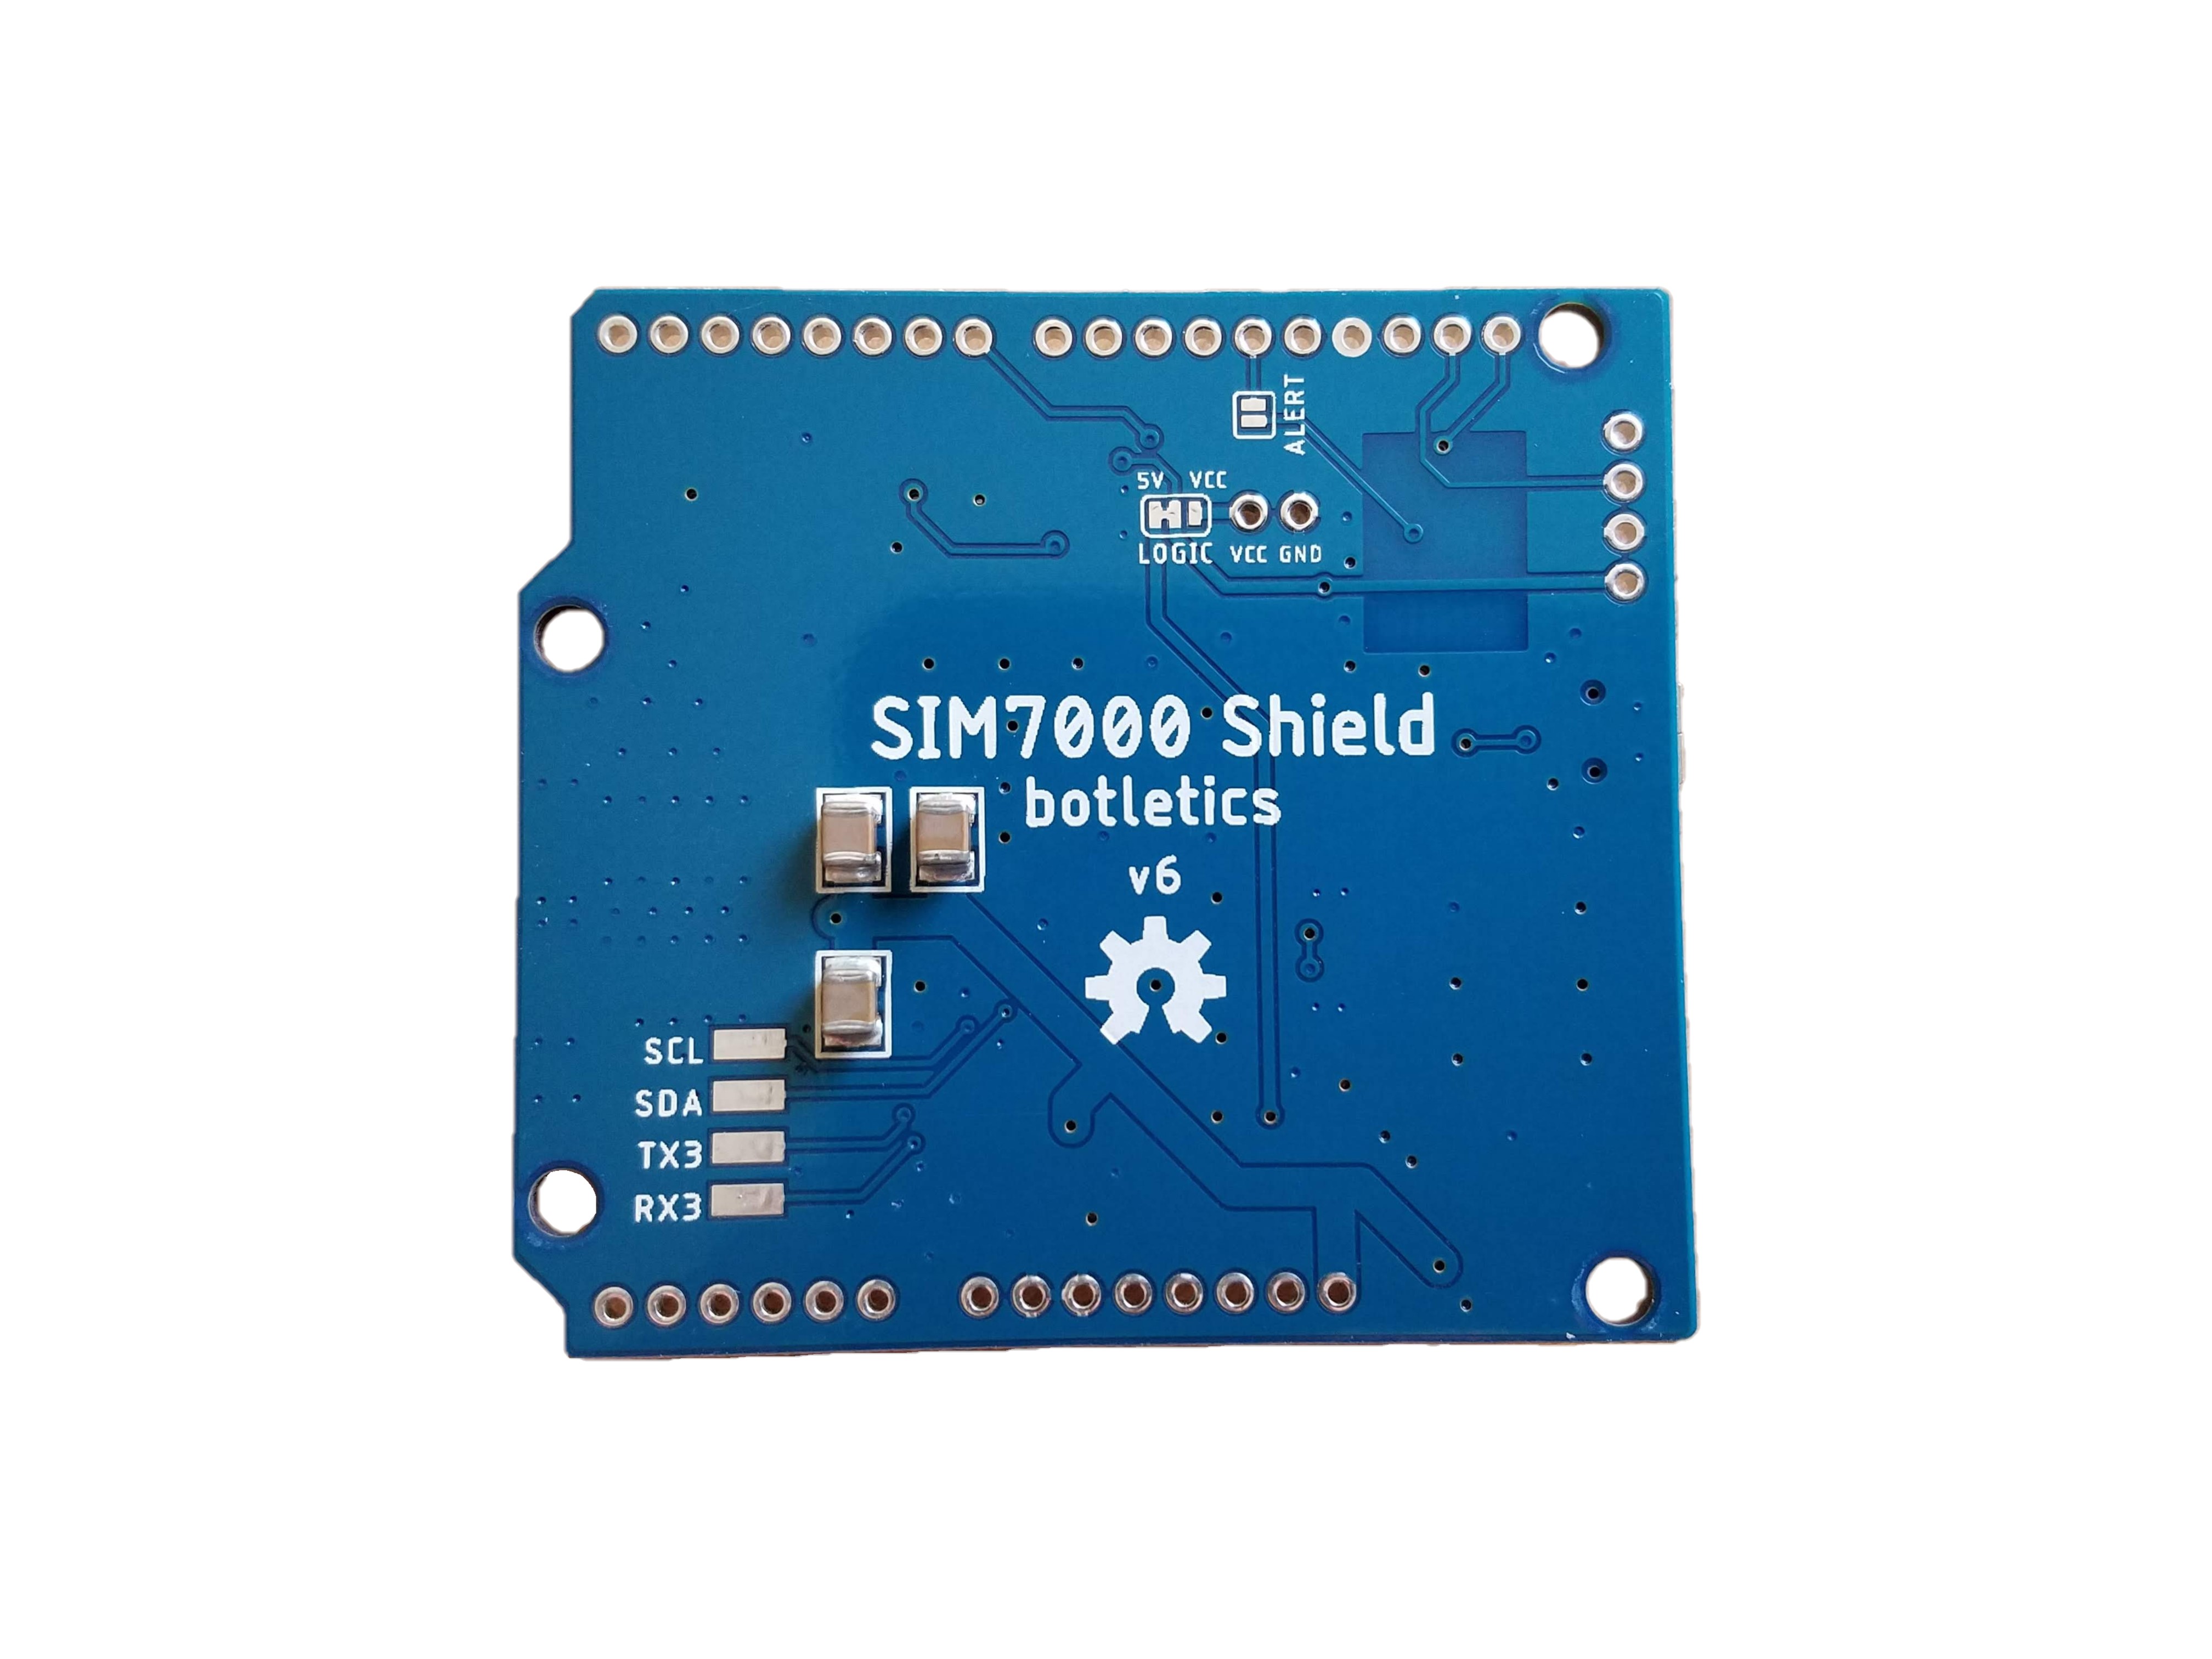 ALERT
5V VCC
LOGIC VCC GND
SIM7000 Shield
botletics
v6
SCL
SDA
TX3
RX3